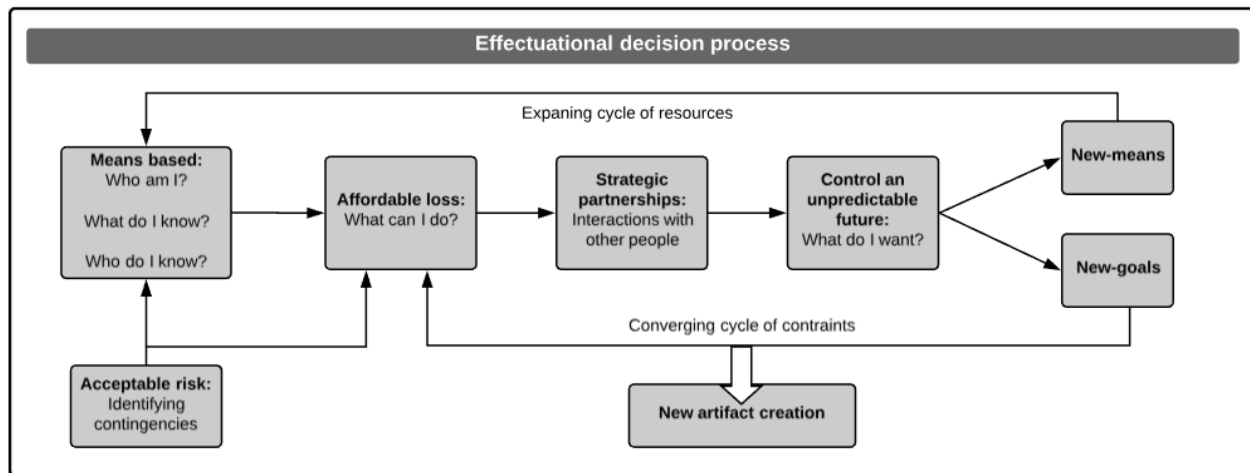 Effectuational decision process
Expaning cycle of resources
Means based:
Who am I?
What do I know?
Who do I know?
Affordable loss:
What can I do?
Strategic
partnerships:
Interactions with
other people
Control an
unpredictable
future:
What do I want?
New-means
New-goals
Converging cycle of contraints
Acceptable risk:
Identifying
contingencies
New artifact creation